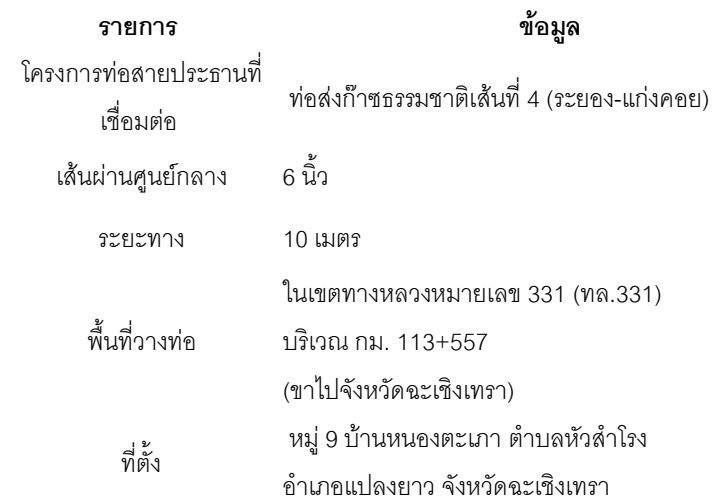 รายการ ข้อมูล
โครงการท่อสายประธานที่
เชื่อมต่อ
ท่อส่งก๊าซธรรมชาติเส้นที่ 4 (ระยอง-แก่งคอย)
เส้นผ่านศูนย์กลาง 6 นิ้ว
ระยะทาง 10 เมตร
พื้นที่วางท่อ
ในเขตทางหลวงหมายเลข 331 (ทล.331)
บริเวณ กม. 113+557
(ขาไปจังหวัดฉะเชิงเทรา)
ที่ตั้ง
หมู่ 9 บ้านหนองตะเภา ตำบลหัวสำโรง
อำเภอแปลงยาว จังหวัดฉะเชิงเทรา